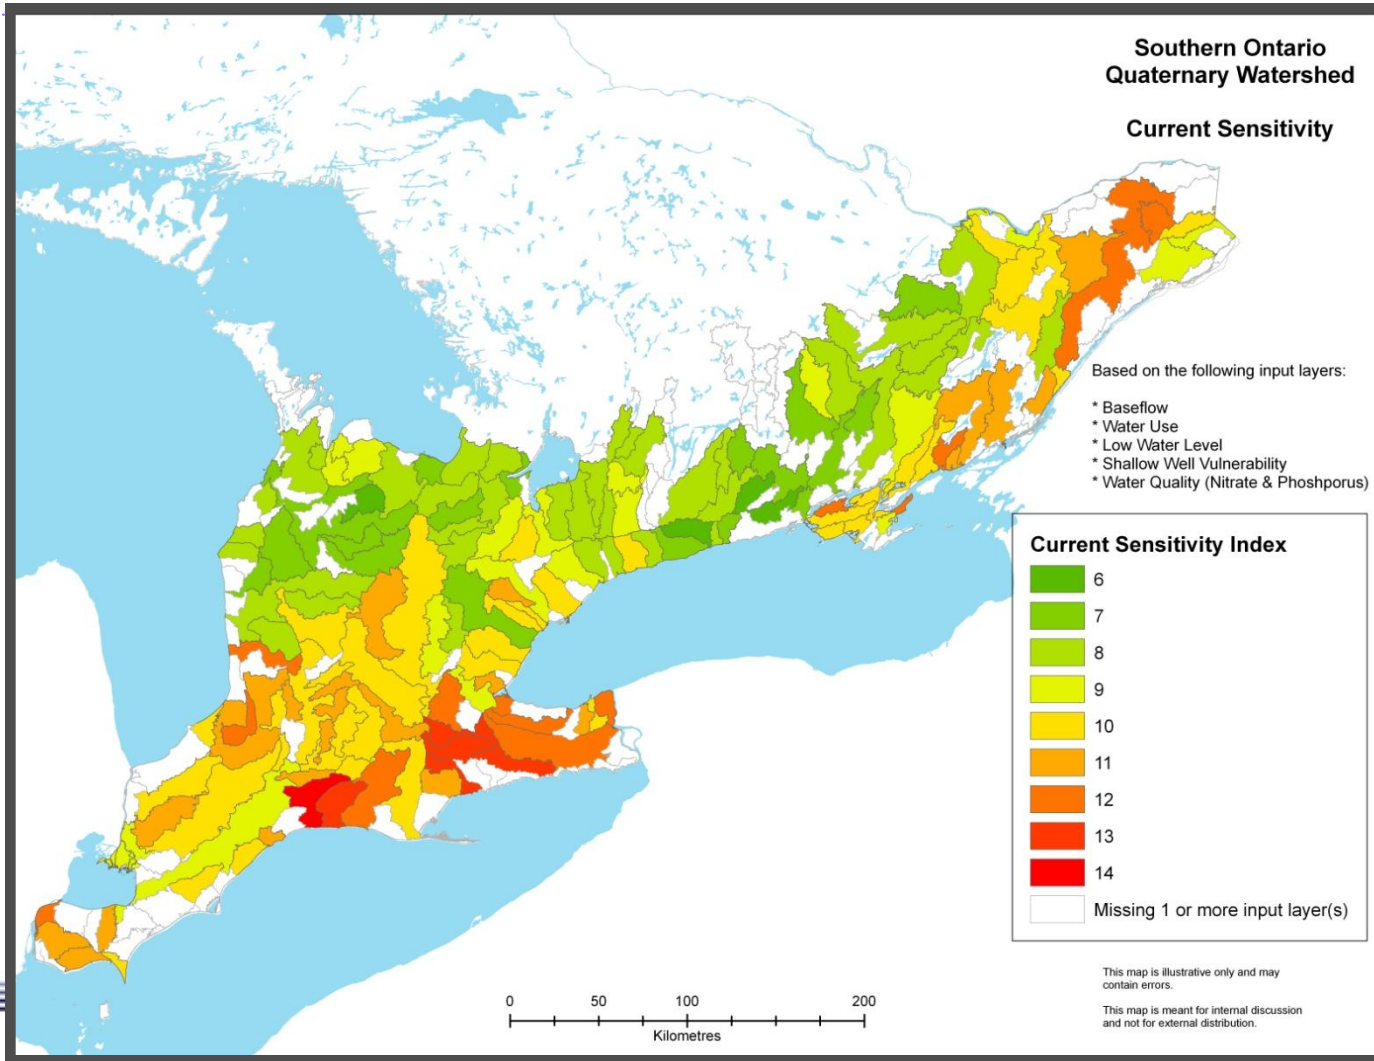 Southern Ontario
Quaternary Watershed
Current Sensitivity
Based on the following input layers:
* Baseflow
* Water Use
* Low Water Level
* Shallow Well Vulnerability
* Water Quality (Nitrate & Phoshporus)
Current Sensitivity Index
6
7
8
9
10
11
12
13
14
Missing 1 or more input layer(s)
This map is illustrative only and may
contain errors.
This map is meant for internal discussion
and not for external distribution.
0 50 100 200
Kilometres